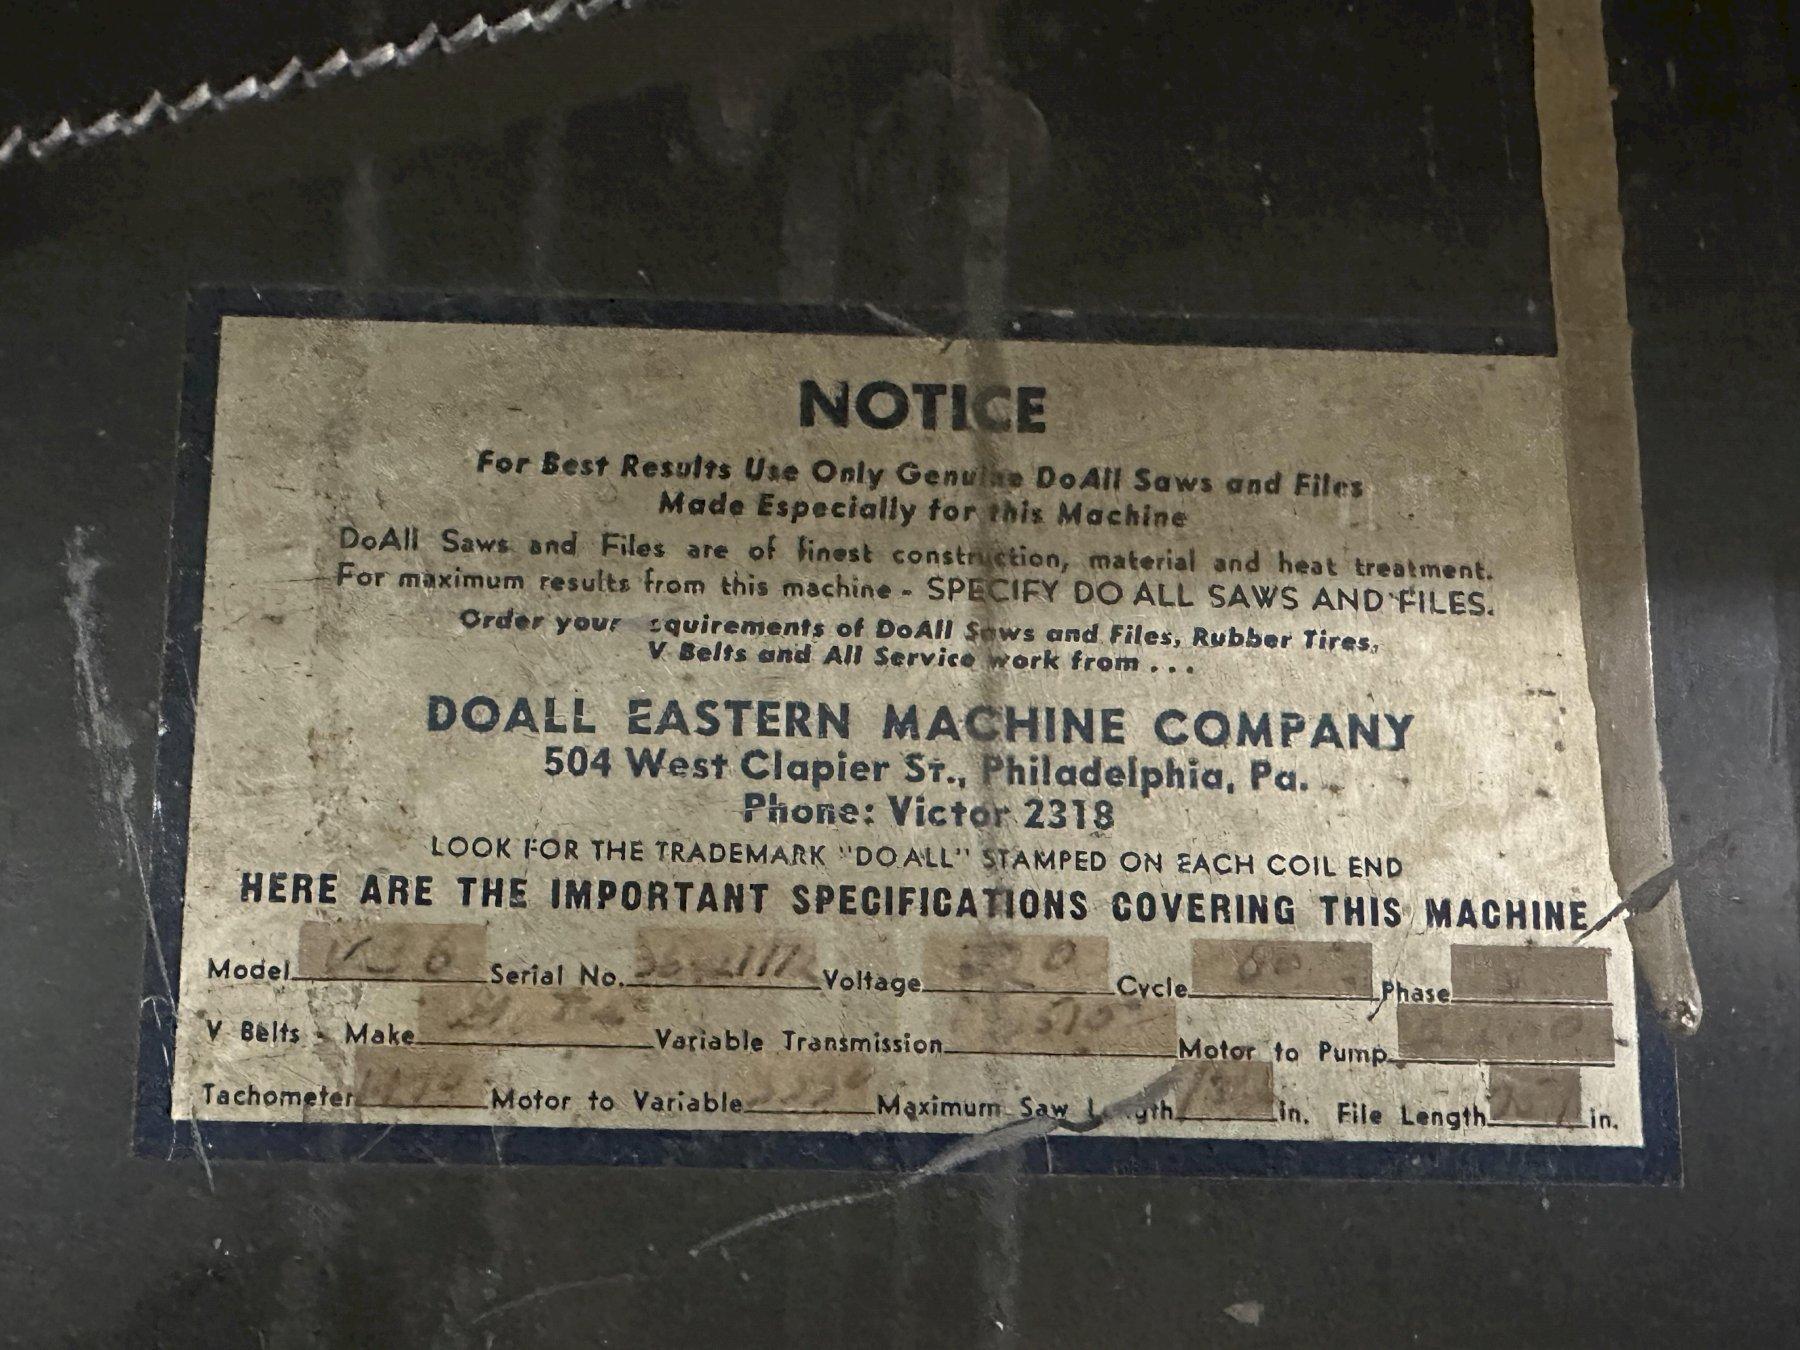 NOTICE
For Best Results Use Only Genuine DoAll Saws and Files
Made Especially for this Machine
DoAll Saws and Files are of finest construction, material and heat treatment.
For maximum results from this machine - SPECIFY DO ALL SAWS AND FILES.
Order your requirements of DoAll Saws and Files, Rubber Tires,
V Belts and All Service work from . . .
DOALL EASTERN MACHINE COMPANY
504 West Clapier St., Philadelphia, Pa.
Phone: Victor 2318
LOOK FOR THE TRADEMARK "DO ALL" STAMPED ON EACH COIL END
HERE ARE THE IMPORTANT SPECIFICATIONS COVERING THIS MACHINE
Model V36 Serial No. Voltage Cycle 60 Phase
V Belts - Make Variable Transmission Motor to Pump
Tachometer Motor to Variable Maximum Saw Length in. File Length in.